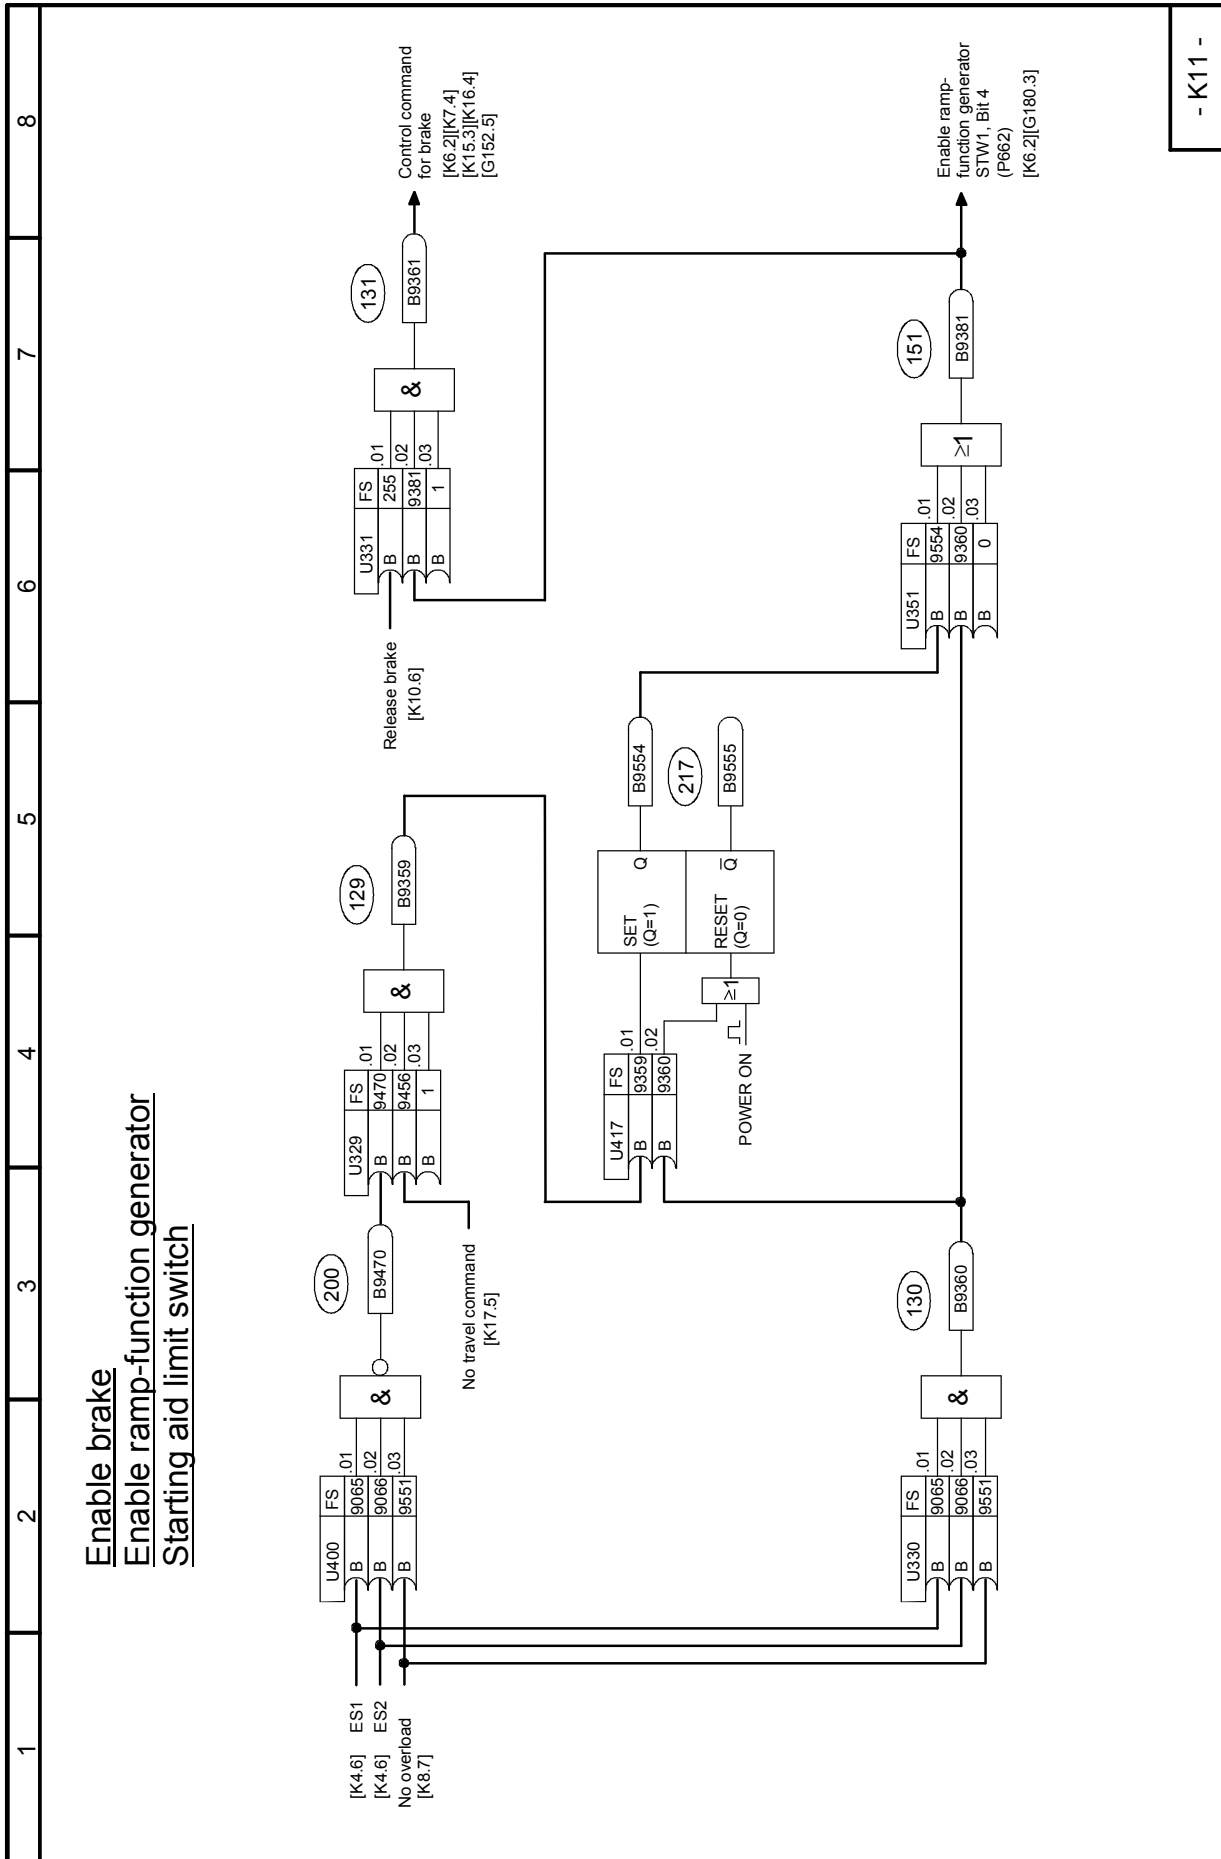 1 2 3 4 5 6 7 8
Enable brake
Enable ramp-function generator
Starting aid limit switch
[K4.6] ES1
[K4.6] ES2
No overload
[K8.7]
U400 FS
B 9065 .01
B 9066 .02
B 9551 .03
&
200
B9470
U329 FS
B 9470 .01
B 9456 .02
B 1 .03
&
129
B9359
No travel command
[K17.5]
Release brake
[K10.6]
U331 FS
B 255 .01
B 9381 .02
B 1 .03
&
131
B9361
Control command
for brake
[K6.2][K7.4]
[K15.3][K16.4]
[G152.5]
U417 FS
B 9359 .01
B 9360 .02
POWER ON
≥1
SET
(Q=1)
Q
RESET
(Q=0)
Q̅
B9554
217
B9555
U330 FS
B 9065 .01
B 9066 .02
B 9551 .03
&
130
B9360
U351 FS
B 9554 .01
B 9360 .02
B 0 .03
≥1
151
B9381
Enable ramp-
function generator
STW1, Bit 4
(P662)
[K6.2][G180.3]
- K11 -